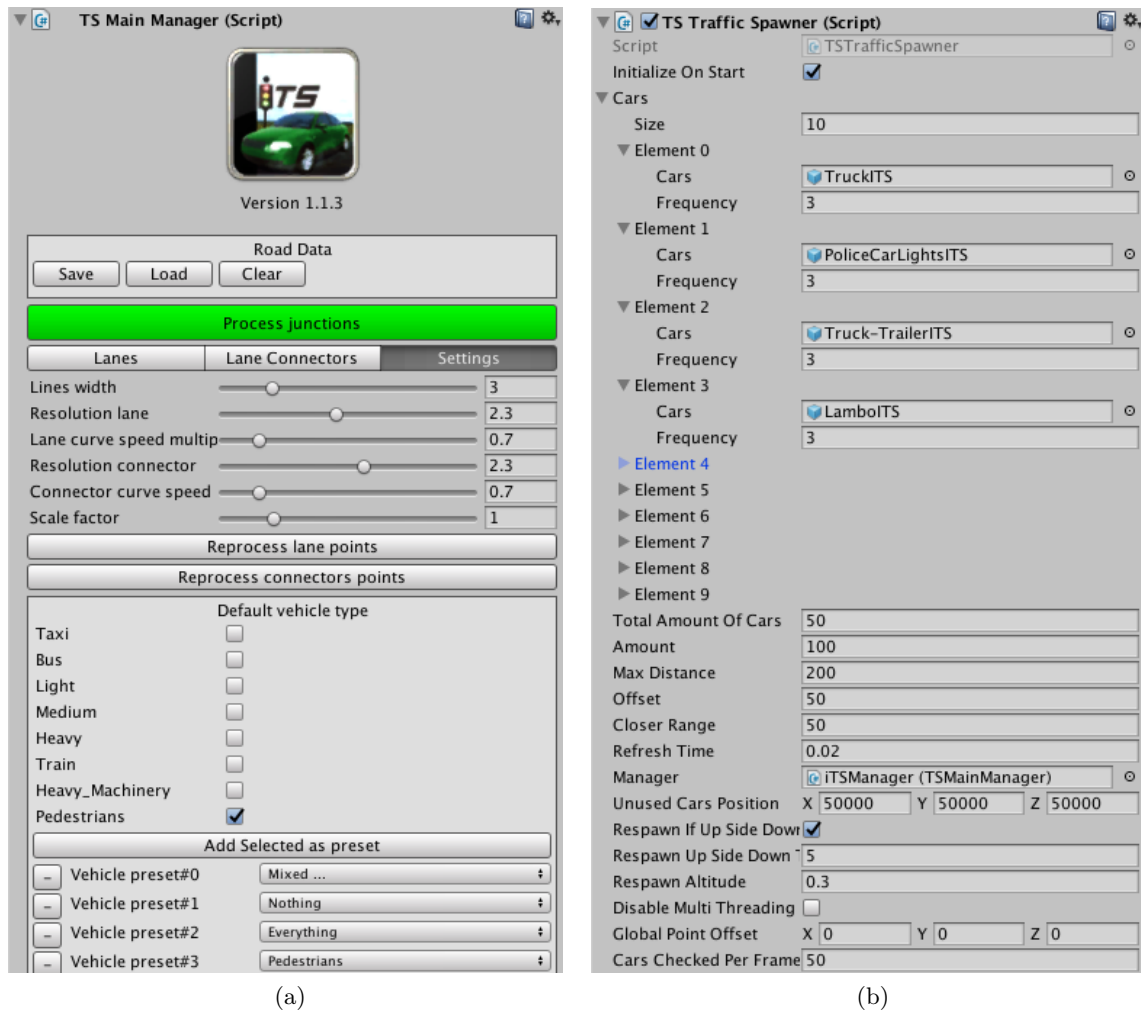 TS Main Manager (Script)
iTS
Version 1.1.3
Road Data
Save Load Clear
Process junctions
Lanes Lane Connectors Settings
Lines width 3
Resolution lane 2.3
Lane curve speed multip 0.7
Resolution connector 2.3
Connector curve speed 0.7
Scale factor 1
Reprocess lane points
Reprocess connectors points
Default vehicle type
Taxi
Bus
Light
Medium
Heavy
Train
Heavy_Machinery
Pedestrians
Add Selected as preset
- Vehicle preset#0 Mixed ...
- Vehicle preset#1 Nothing
- Vehicle preset#2 Everything
- Vehicle preset#3 Pedestrians
(a)
TS Traffic Spawner (Script)
Script TSTrafficSpawner
Initialize On Start
Cars
Size 10
Element 0
Cars TruckITS
Frequency 3
Element 1
Cars PoliceCarLightsITS
Frequency 3
Element 2
Cars Truck-TrailerITS
Frequency 3
Element 3
Cars LamboITS
Frequency 3
Element 4
Element 5
Element 6
Element 7
Element 8
Element 9
Total Amount Of Cars 50
Amount 100
Max Distance 200
Offset 50
Closer Range 50
Refresh Time 0.02
Manager iTSManager (TSMainManager)
Unused Cars Position X 50000 Y 50000 Z 50000
Respawn If Up Side Down
Respawn Up Side Down T 5
Respawn Altitude 0.3
Disable Multi Threading
Global Point Offset X 0 Y 0 Z 0
Cars Checked Per Frame 50
(b)